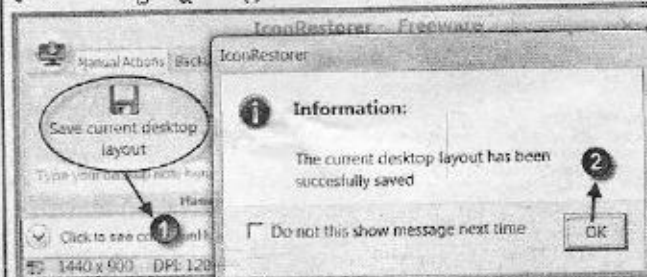 IconRestorer - Freeware
Manual Actions
Save current desktop
layout
Click to see
1
1440 x 900 DPI: 120
IconRestorer
Information:
The current desktop layout has been
succesfully saved
2
Do not this show message next time
OK